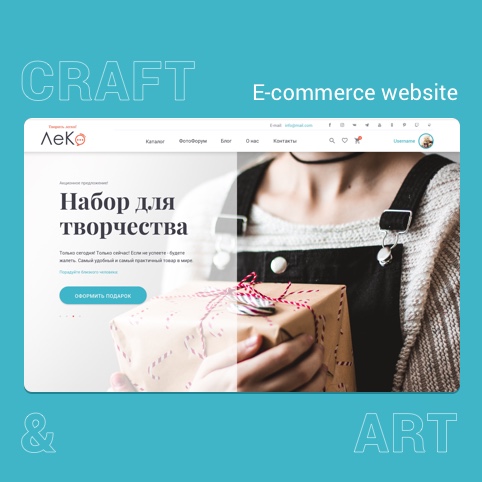 CRAFT
E-commerce website
Творить легко!
ЛеКо
E-mail: info@mail.com
Каталог
ФотоФорум
Блог
О нас
Контакты
Username
Акционное предложение!
Набор для
творчества
Только сегодня! Только сейчас! Если не успеете - будете
жалеть. Самый удобный и самый практичный товар в мире.
Порадуйте близкого человека
ОФОРМИТЬ ПОДАРОК
&
ART